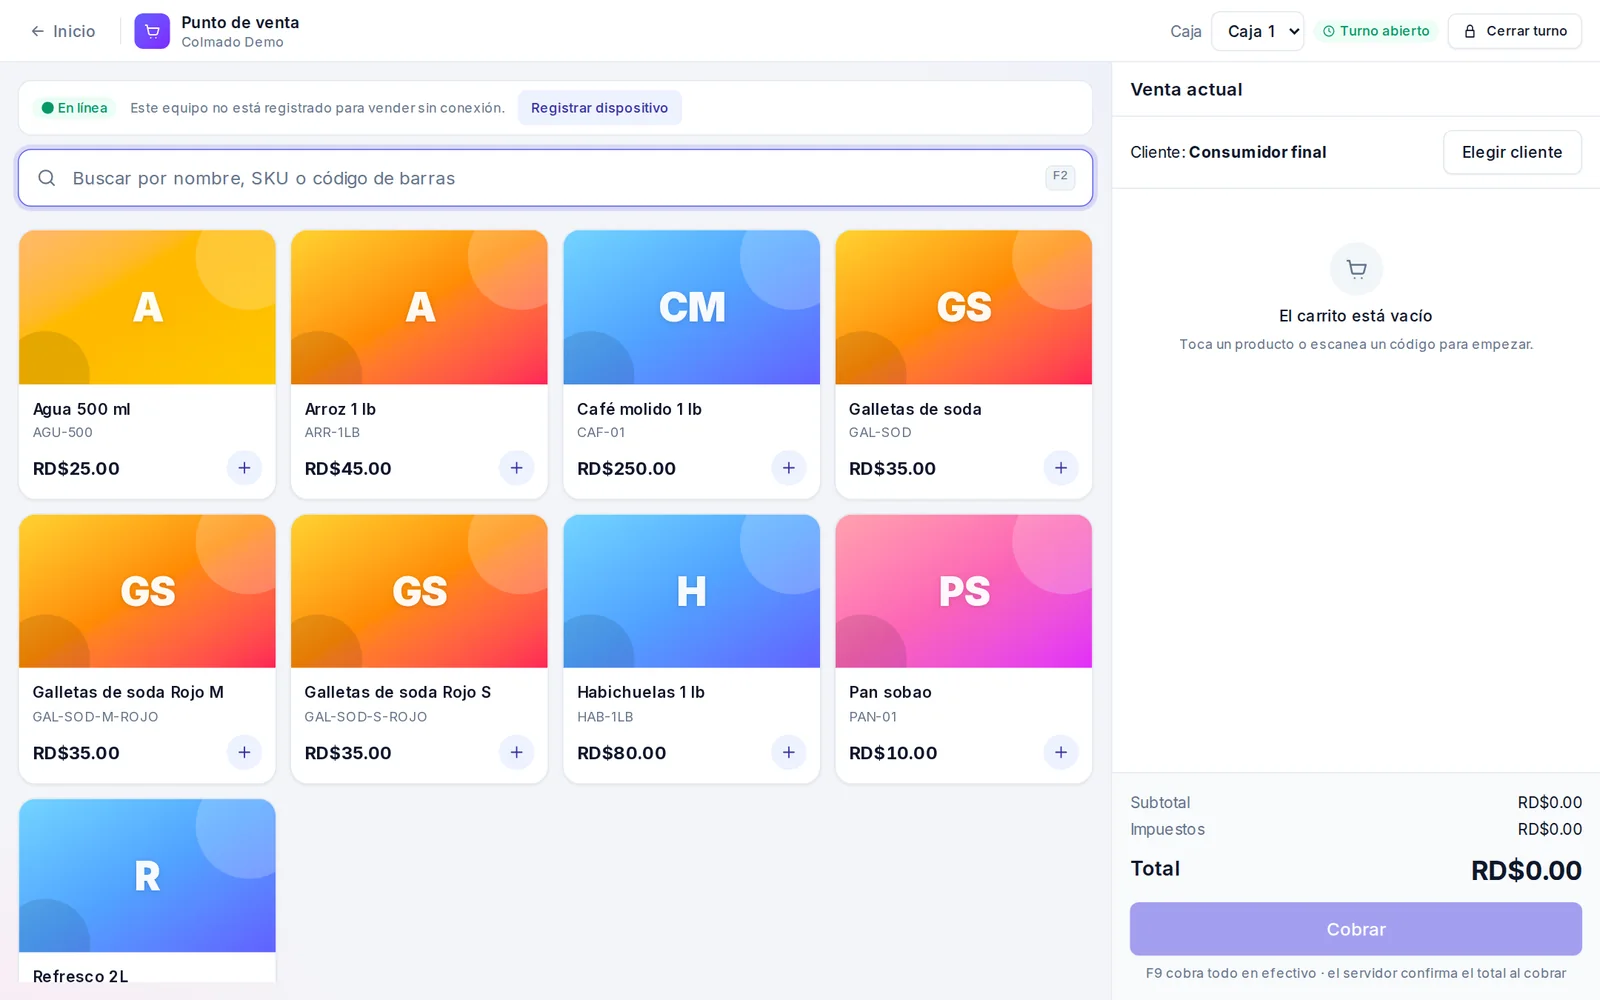 Inicio
Punto de venta
Colmado Demo
Caja
Caja 1
Turno abierto
Cerrar turno
En línea
Este equipo no está registrado para vender sin conexión.
Registrar dispositivo
Buscar por nombre, SKU o código de barras
F2
A
Agua 500 ml
AGU-500
RD$25.00
+
A
Arroz 1 lb
ARR-1LB
RD$45.00
+
CM
Café molido 1 lb
CAF-01
RD$250.00
+
GS
Galletas de soda
GAL-SOD
RD$35.00
+
GS
Galletas de soda Rojo M
GAL-SOD-M-ROJO
RD$35.00
+
GS
Galletas de soda Rojo S
GAL-SOD-S-ROJO
RD$35.00
+
H
Habichuelas 1 lb
HAB-1LB
RD$80.00
+
PS
Pan sobao
PAN-01
RD$10.00
+
R
Refresco 2L
Venta actual
Cliente: Consumidor final
Elegir cliente
El carrito está vacío
Toca un producto o escanea un código para empezar.
Subtotal RD$0.00
Impuestos RD$0.00
Total RD$0.00
Cobrar
F9 cobra todo en efectivo · el servidor confirma el total al cobrar